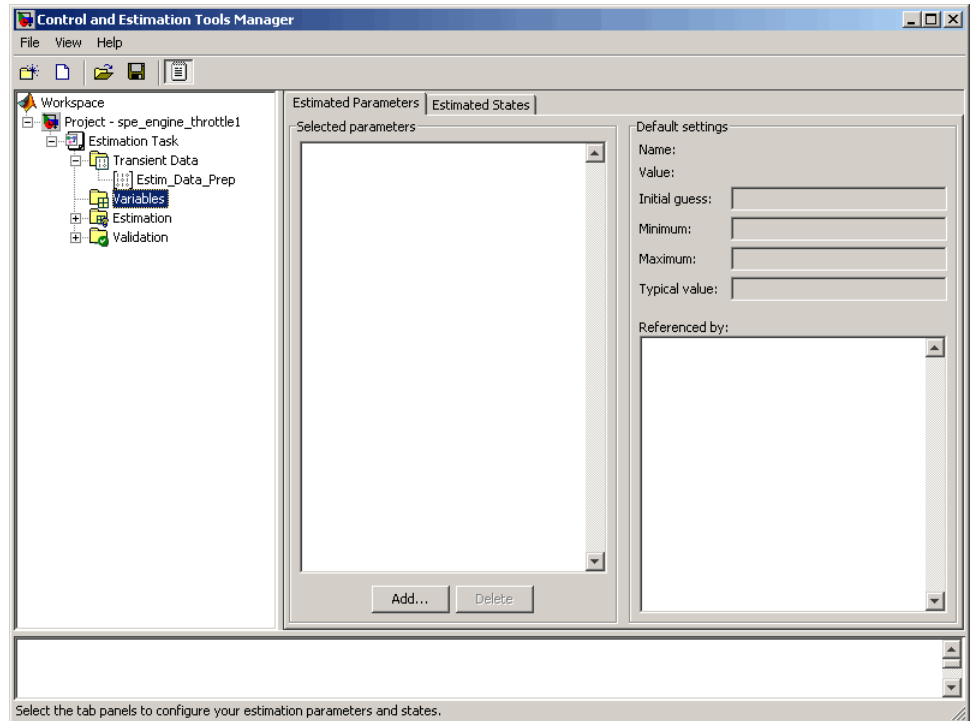 Control and Estimation Tools Manager
File View Help
Workspace
Project - spe_engine_throttle1
Estimation Task
Transient Data
Estim_Data_Prep
Variables
Estimation
Validation
Estimated Parameters Estimated States
Selected parameters
Add... Delete
Default settings
Name:
Value:
Initial guess:
Minimum:
Maximum:
Typical value:
Referenced by:
Select the tab panels to configure your estimation parameters and states.